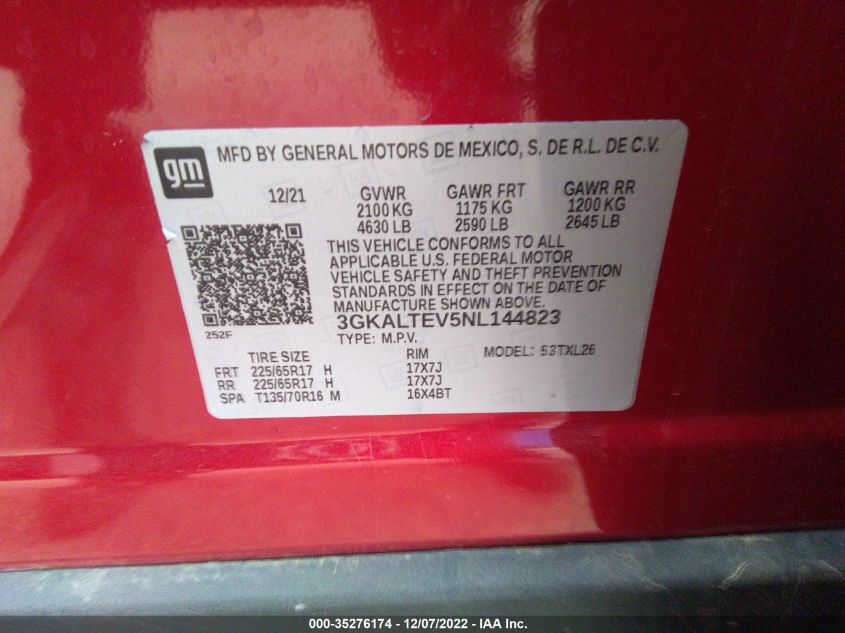 gm
MFD BY GENERAL MOTORS DE MEXICO, S. DE R.L. DE C.V.
12/21 GVWR GAWR FRT GAWR RR
2100 KG 1175 KG 1200 KG
4630 LB 2590 LB 2645 LB
THIS VEHICLE CONFORMS TO ALL
APPLICABLE U.S. FEDERAL MOTOR
VEHICLE SAFETY AND THEFT PREVENTION
STANDARDS IN EFFECT ON THE DATE OF
MANUFACTURE SHOWN ABOVE.
252F 3GKALTEV5NL144823
TYPE: M.P.V.
TIRE SIZE RIM MODEL: 53TXL26
FRT 225/65R17 H 17X7J
RR 225/65R17 H 17X7J
SPA T135/70R16 M 16X4BT
000-35276174 - 12/07/2022 - IAA Inc.